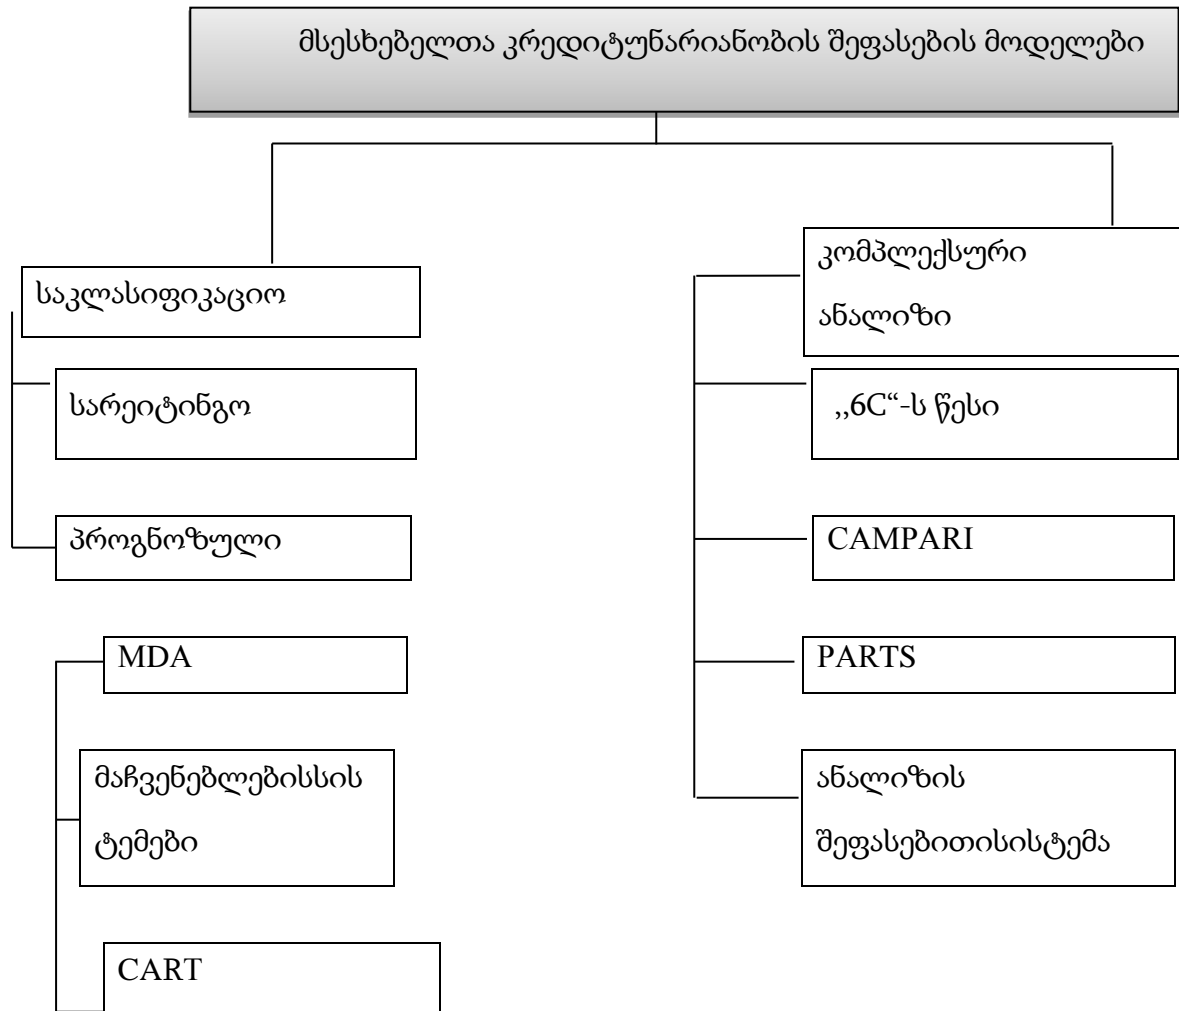 მსესხებელთა კრედიტუნარიანობის შეფასების მოდელები
საკლასიფიკაციო
სარეიტინგო
პროგნოზული
MDA
მაჩვენებლებისსის
ტემები
CART
კომპლექსური
ანალიზი
,,6C“-ს წესი
CAMPARI
PARTS
ანალიზის
შეფასებითისისტემა